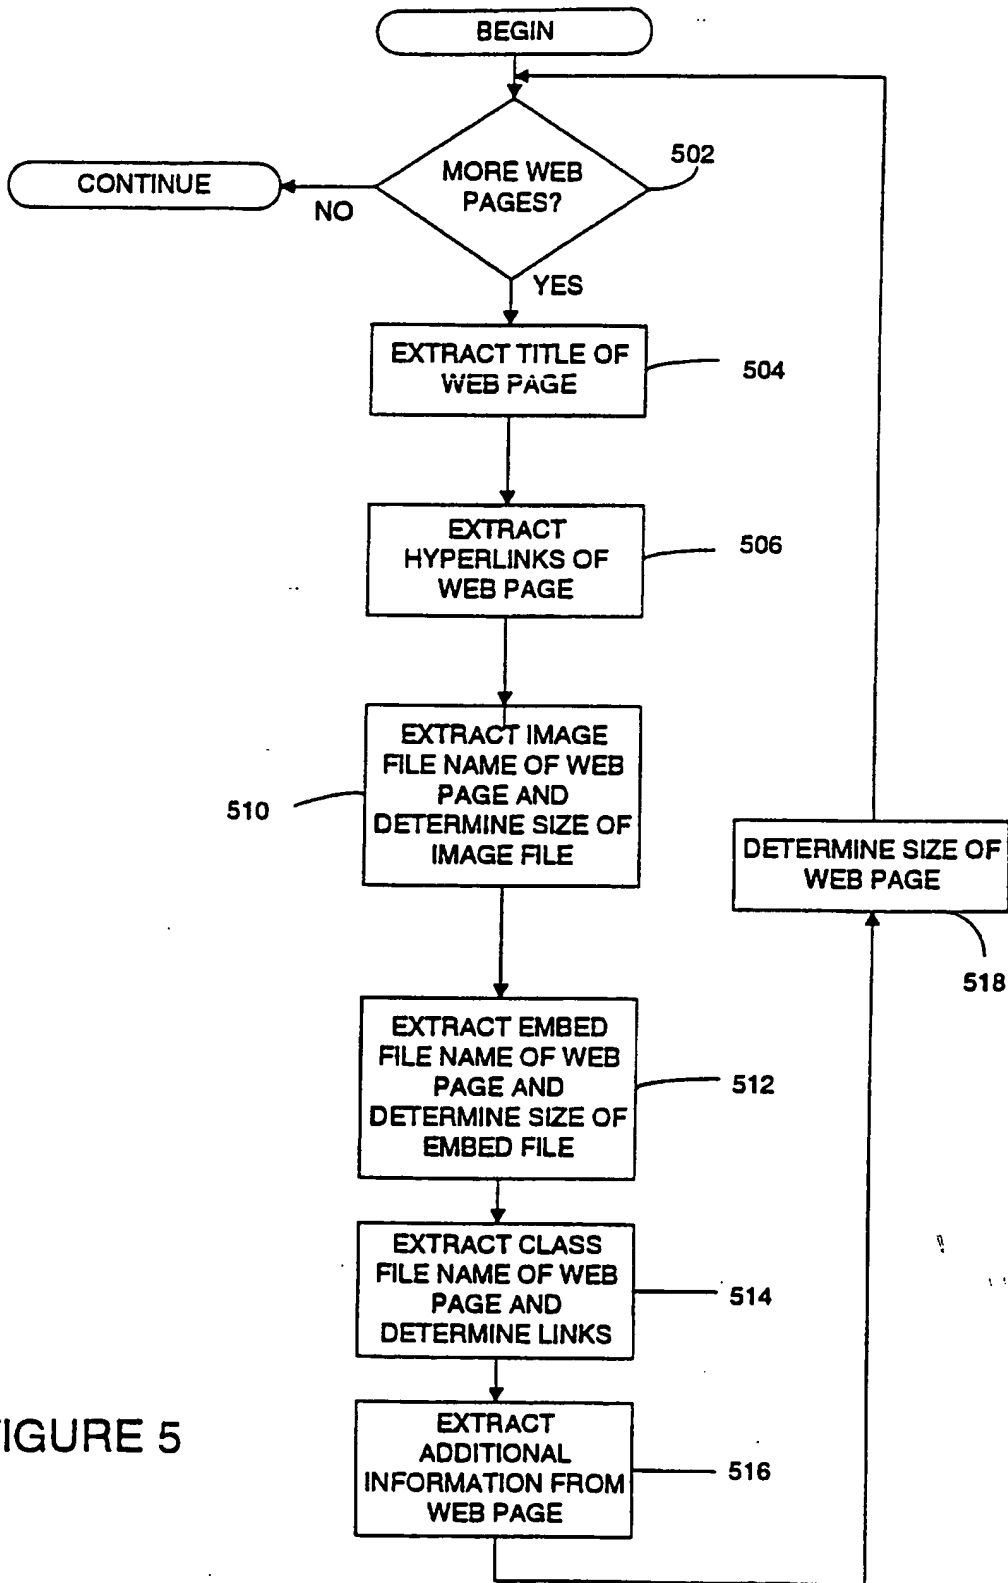 BEGIN
MORE WEB
PAGES?
502
CONTINUE
NO
YES
EXTRACT TITLE OF
WEB PAGE
504
EXTRACT
HYPERLINKS OF
WEB PAGE
506
EXTRACT IMAGE
FILE NAME OF WEB
PAGE AND
DETERMINE SIZE OF
IMAGE FILE
510
DETERMINE SIZE OF
WEB PAGE
518
EXTRACT EMBED
FILE NAME OF WEB
PAGE AND
DETERMINE SIZE OF
EMBED FILE
512
EXTRACT CLASS
FILE NAME OF WEB
PAGE AND
DETERMINE LINKS
514
EXTRACT
ADDITIONAL
INFORMATION FROM
WEB PAGE
516
IGURE 5